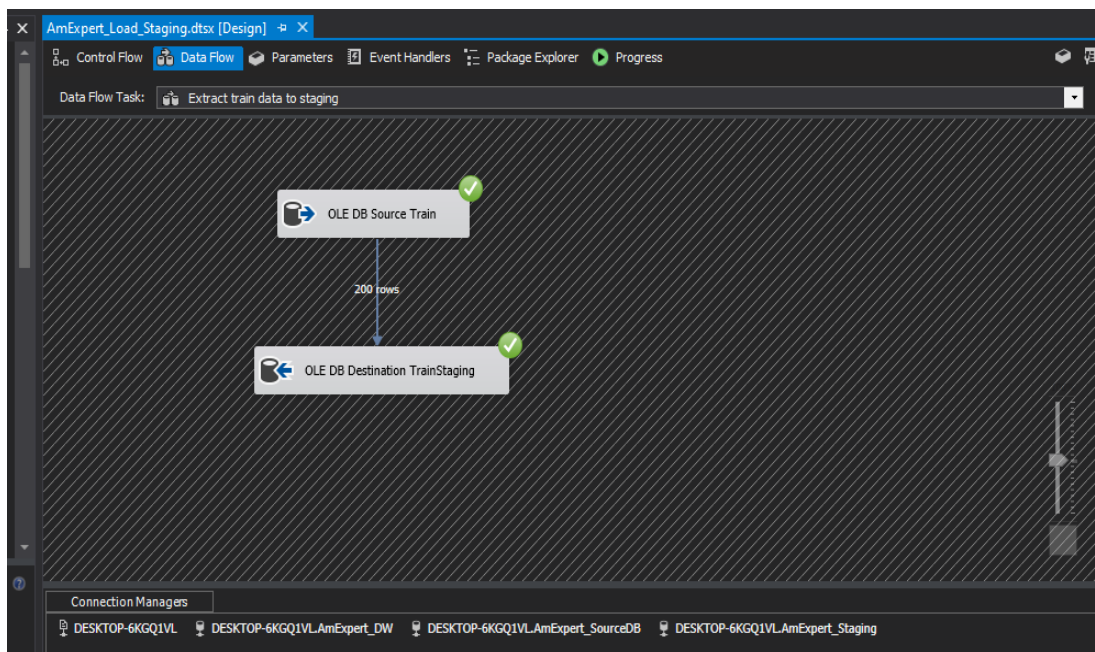 AmExpert_Load_Staging.dtsx [Design]
Control Flow Data Flow Parameters Event Handlers Package Explorer Progress
Data Flow Task: Extract train data to staging
OLE DB Source Train
200 rows
OLE DB Destination TrainStaging
Connection Managers
DESKTOP-6KGQ1VL DESKTOP-6KGQ1VL.AmExpert_DW DESKTOP-6KGQ1VL.AmExpert_SourceDB DESKTOP-6KGQ1VL.AmExpert_Staging